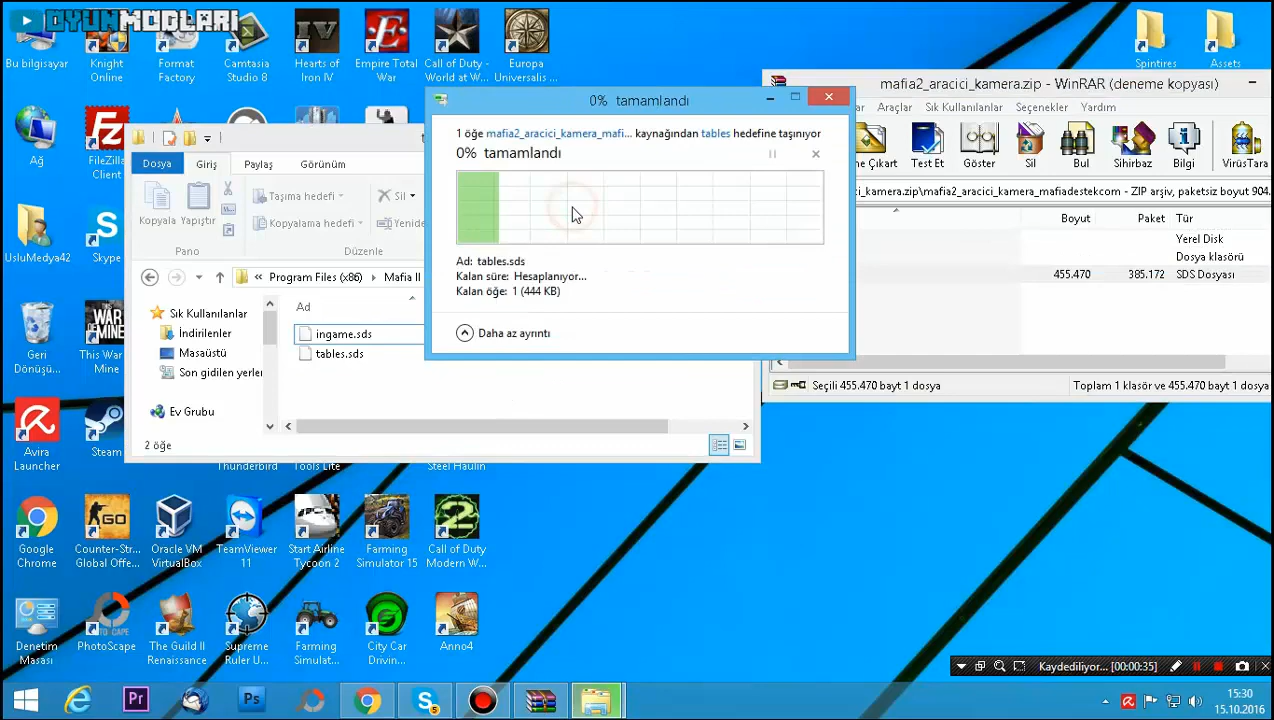 OYUNMODLARI
Bu bilgisayar
Knight
Online
Format
Factory
Camtasia
Studio 8
Hearts of
Iron IV
Empire Total
War
Call of Duty -
World at W...
Europa
Universalis ...
Spintires
Assets
Ağ
FileZilla
Client
UsluMedya42
Skype
Geri
Dönüşü...
This War
Mine
Avira
Launcher
Steam
Thunderbird
Tools Lite
Steel Haulin
Google
Chrome
Counter-Str...
Global Offe...
Oracle VM
VirtualBox
TeamViewer
11
Start Airline
Tycoon 2
Farming
Simulator 15
Call of Duty
Modern W...
Denetim
Masası
PhotoScape
The Guild II
Renaissance
Supreme
Ruler U...
Farming
Simulat...
City Car
Drivin...
Anno4
Dosya
Giriş
Paylaş
Görünüm
Kopyala
Yapıştır
Taşıma hedefi
Kopyalama hedefi
Sil
Yeniden
Pano
Düzenle
« Program Files (x86)
Mafia II
Sık Kullanılanlar
İndirilenler
Masaüstü
Son gidilen yerler
Ev Grubu
Ad
ingame.sds
tables.sds
2 öğe
0% tamamlandı
1 öğe mafia2_aracici_kamera_mafi... kaynağından tables hedefine taşınıyor
0% tamamlandı
Ad: tables.sds
Kalan süre: Hesaplanıyor...
Kalan öğe: 1 (444 KB)
Daha az ayrıntı
mafia2_aracici_kamera.zip - WinRAR (deneme kopyası)
Araçlar
Sık Kullanılanlar
Seçenekler
Yardım
ne Çıkart
Test Et
Göster
Sil
Bul
Sihirbaz
Bilgi
VirüsTara
ci_kamera.zip\mafia2_aracici_kamera_mafiadestekcom - ZIP arşiv, paketsiz boyut 904.
Boyut
Paket
Tür
Yerel Disk
Dosya klasörü
455.470
385.172
SDS Dosyası
Seçili 455.470 bayt 1 dosya
Toplam 1 klasör ve 455.470 bayt 1 dosya
Kaydediliyor... [00:00:35]
Pr
Ps
5
15:30
15.10.2016